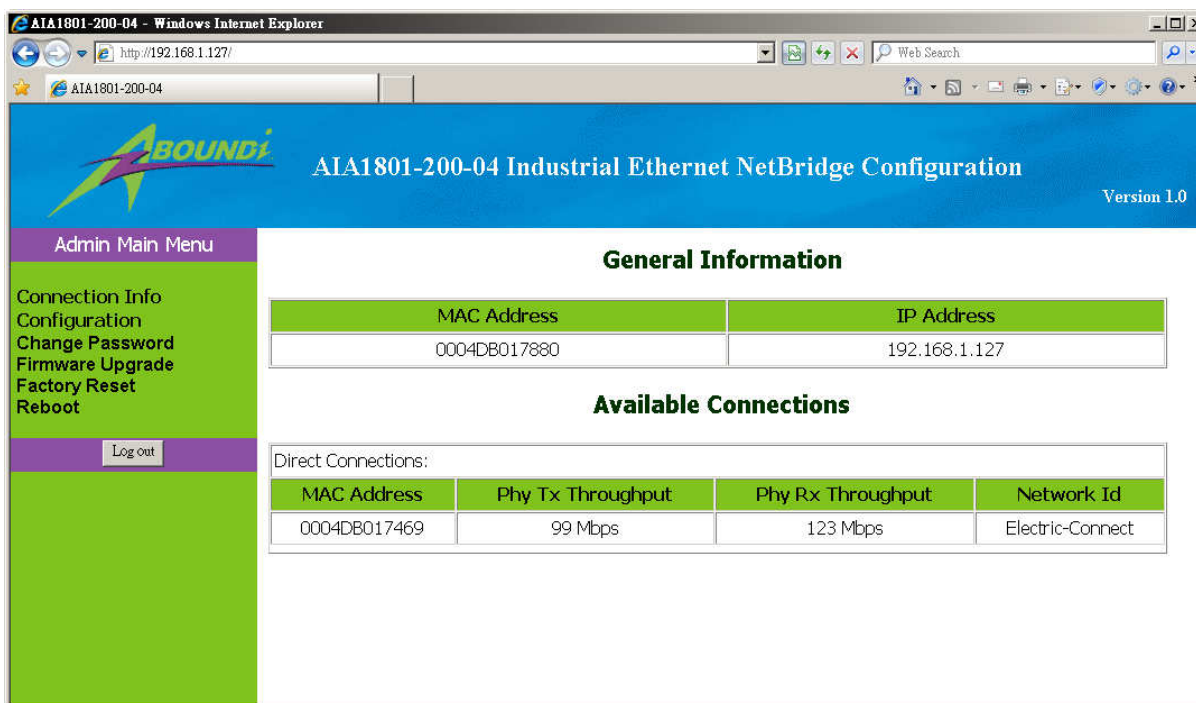 AIA1801-200-04 - Windows Internet Explorer
http://192.168.1.127/
Web Search
AIA1801-200-04
ABOUNDi
AIA1801-200-04 Industrial Ethernet NetBridge Configuration
Version 1.0
Admin Main Menu
Connection Info
Configuration
Change Password
Firmware Upgrade
Factory Reset
Reboot
Log out
General Information
MAC Address IP Address
0004DB017880 192.168.1.127
Available Connections
Direct Connections:
MAC Address Phy Tx Throughput Phy Rx Throughput Network Id
0004DB017469 99 Mbps 123 Mbps Electric-Connect